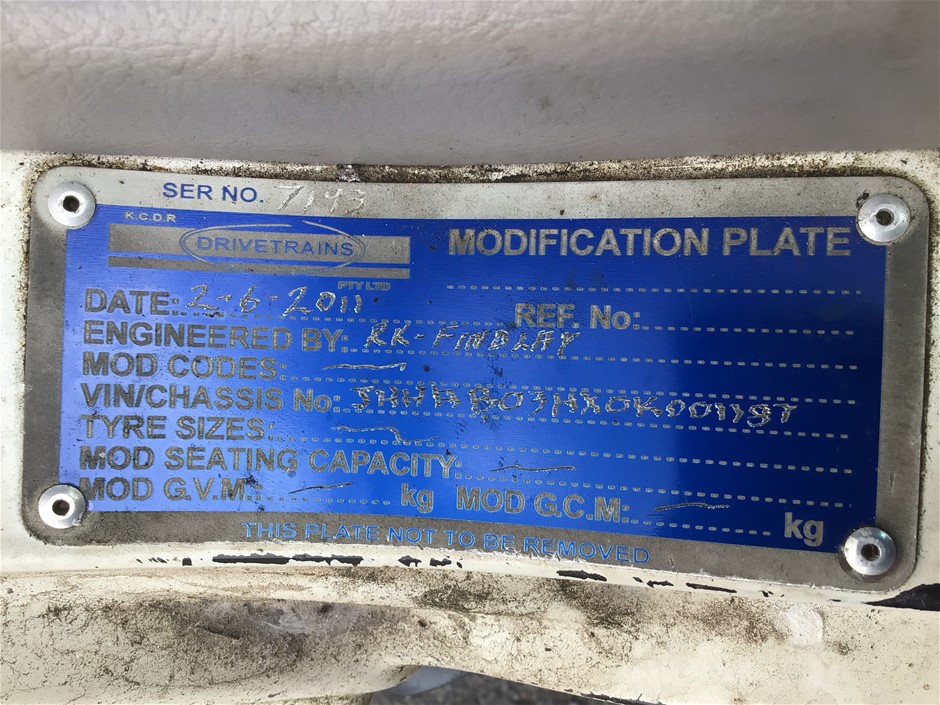 SER NO. 7143
K.C.D.R
DRIVETRAINS
PTY LTD
MODIFICATION PLATE
DATE: 2-6-2011
REF. No:
ENGINEERED BY: RK-FINDLAY
MOD CODES:
VIN/CHASSIS No:
TYRE SIZES:
MOD SEATING CAPACITY:
MOD G.V.M: kg MOD G.C.M: kg
THIS PLATE NOT TO BE REMOVED